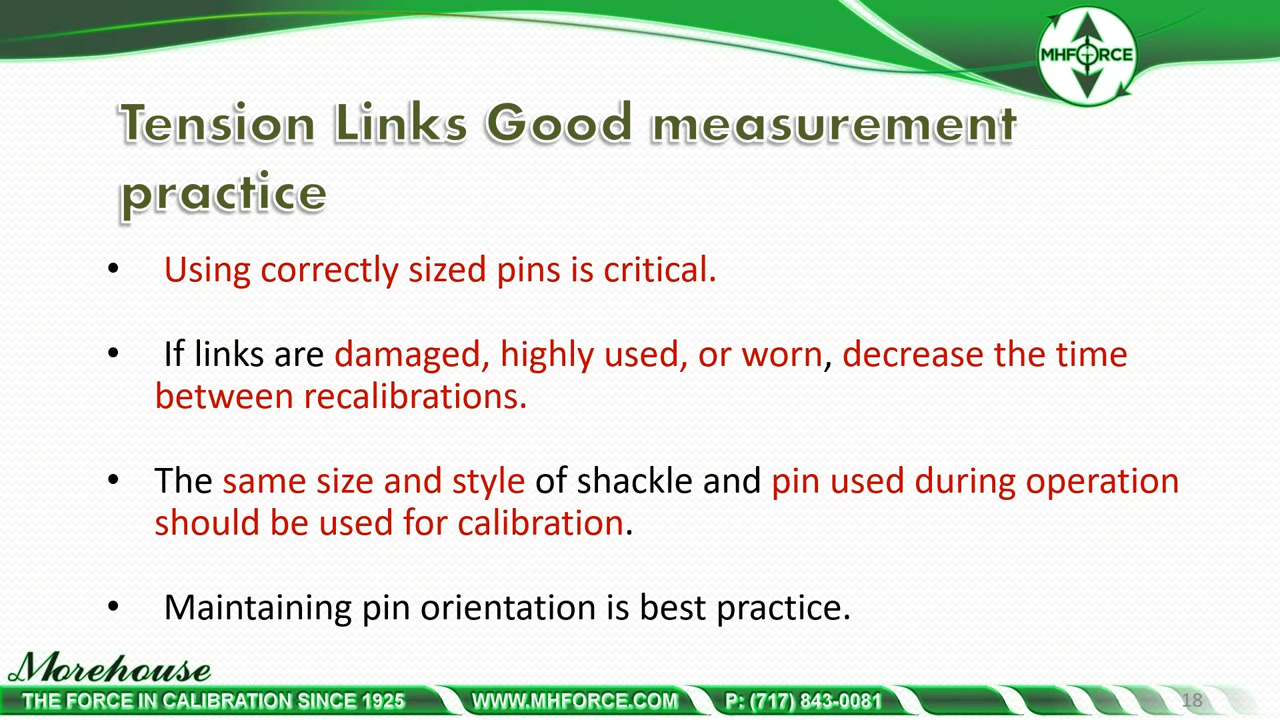 MHFORCE
Tension Links Good measurement
practice
• Using correctly sized pins is critical.
• If links are damaged, highly used, or worn, decrease the time
between recalibrations.
• The same size and style of shackle and pin used during operation
should be used for calibration.
• Maintaining pin orientation is best practice.
Morehouse
THE FORCE IN CALIBRATION SINCE 1925 WWW.MHFORCE.COM P: (717) 843-0081 18